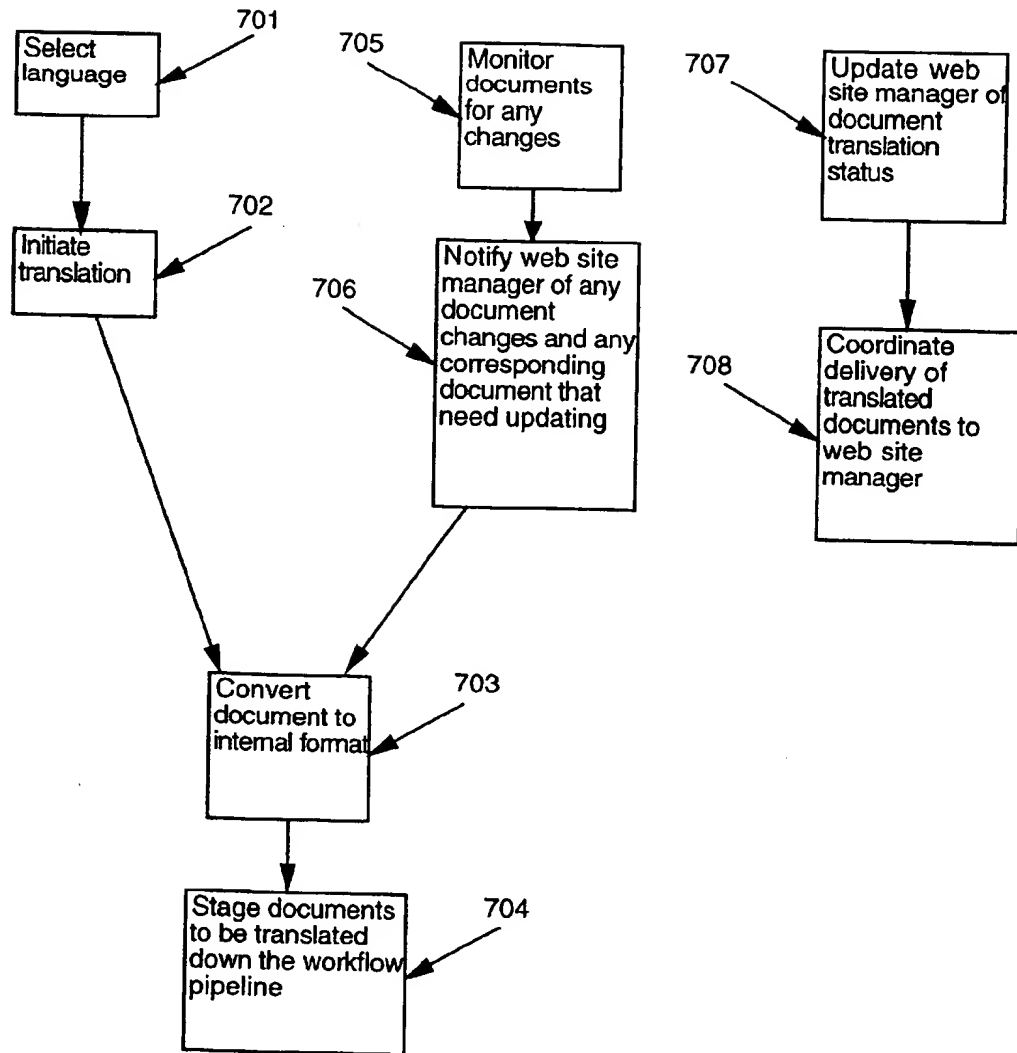 701
Select
language
702
Initiate
translation
705
Monitor
documents
for any
changes
706
Notify web site
manager of any
document
changes and any
corresponding
document that
need updating
707
Update web
site manager of
document
translation
status
708
Coordinate
delivery of
translated
documents to
web site
manager
703
Convert
document to
internal format
704
Stage documents
to be translated
down the workflow
pipeline